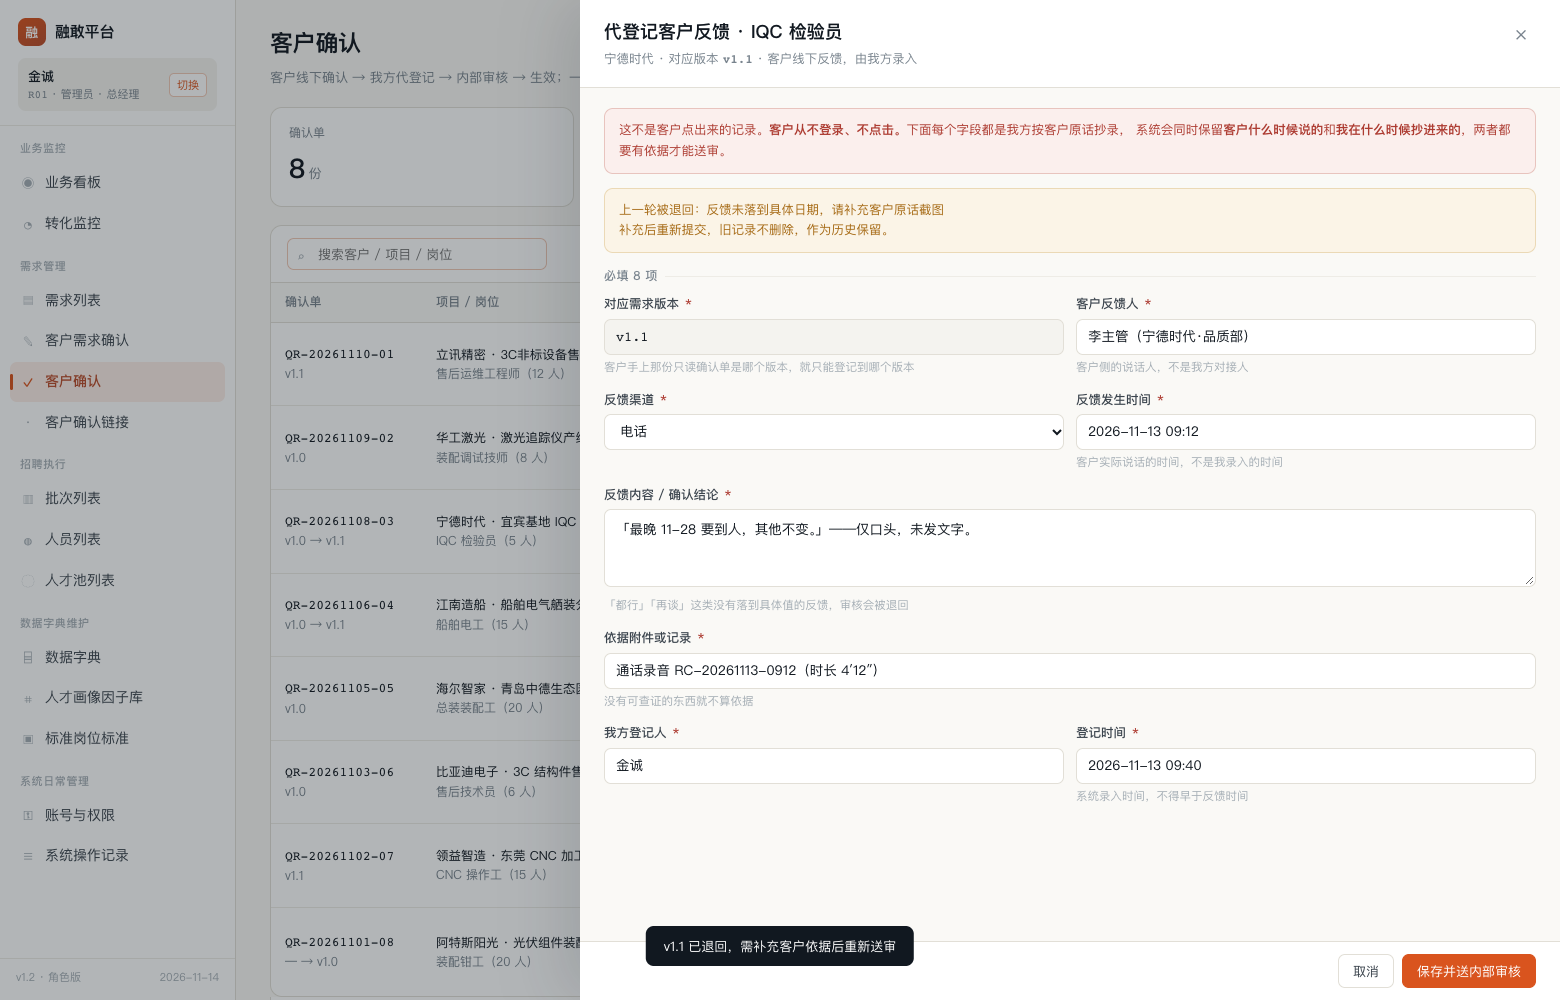 融
融敢平台
金诚
R01 · 管理员 · 总经理
切换
业务监控
业务看板
转化监控
需求管理
需求列表
客户需求确认
客户确认
客户确认链接
招聘执行
批次列表
人员列表
人才池列表
数据字典维护
数据字典
人才画像因子库
标准岗位标准
系统日常管理
账号与权限
系统操作记录
v1.2 · 角色版
2026-11-14
客户确认
客户线下确认 → 我方代登记 → 内部审核 → 生效；
确认单
8 份
搜索客户 / 项目 / 岗位
确认单
项目 / 岗位
QR-20261110-01
立讯精密 · 3C非标设备售
v1.1
售后运维工程师（12 人）
QR-20261109-02
华工激光 · 激光追踪仪产
v1.0
装配调试技师（8 人）
QR-20261108-03
宁德时代 · 宜宾基地 IQC
v1.0 → v1.1
IQC 检验员（5 人）
QR-20261106-04
江南造船 · 船舶电气舾装
v1.0 → v1.1
船舶电工（15 人）
QR-20261105-05
海尔智家 · 青岛中德生态
v1.0
总装装配工（20 人）
QR-20261103-06
比亚迪电子 · 3C 结构件售
v1.0
售后技术员（6 人）
QR-20261102-07
领益智造 · 东莞 CNC 加工
v1.1
CNC 操作工（15 人）
QR-20261101-08
阿特斯阳光 · 光伏组件装
— → v1.0
装配钳工（20 人）
代登记客户反馈 · IQC 检验员
宁德时代 · 对应版本 v1.1 · 客户线下反馈，由我方录入
×
这不是客户点出来的记录。客户从不登录、不点击。下面每个字段都是我方按客户原话抄录， 系统会同时保留客户什么时候说的和我在什么时候抄进来的，两者都
要有依据才能送审。
上一轮被退回：反馈未落到具体日期，请补充客户原话截图
补充后重新提交，旧记录不删除，作为历史保留。
必填 8 项
对应需求版本 *
客户反馈人 *
v1.1
李主管（宁德时代·品质部）
客户手上那份只读确认单是哪个版本，就只能登记到哪个版本
客户侧的说话人，不是我方对接人
反馈渠道 *
反馈发生时间 *
电话
2026-11-13 09:12
客户实际说话的时间，不是我录入的时间
反馈内容 / 确认结论 *
「最晚 11-28 要到人，其他不变。」——仅口头，未发文字。
「都行」「再谈」这类没有落到具体值的反馈，审核会被退回
依据附件或记录 *
通话录音 RC-20261113-0912（时长 4′12″）
没有可查证的东西就不算依据
我方登记人 *
登记时间 *
金诚
2026-11-13 09:40
系统录入时间，不得早于反馈时间
v1.1 已退回，需补充客户依据后重新送审
取消
保存并送内部审核